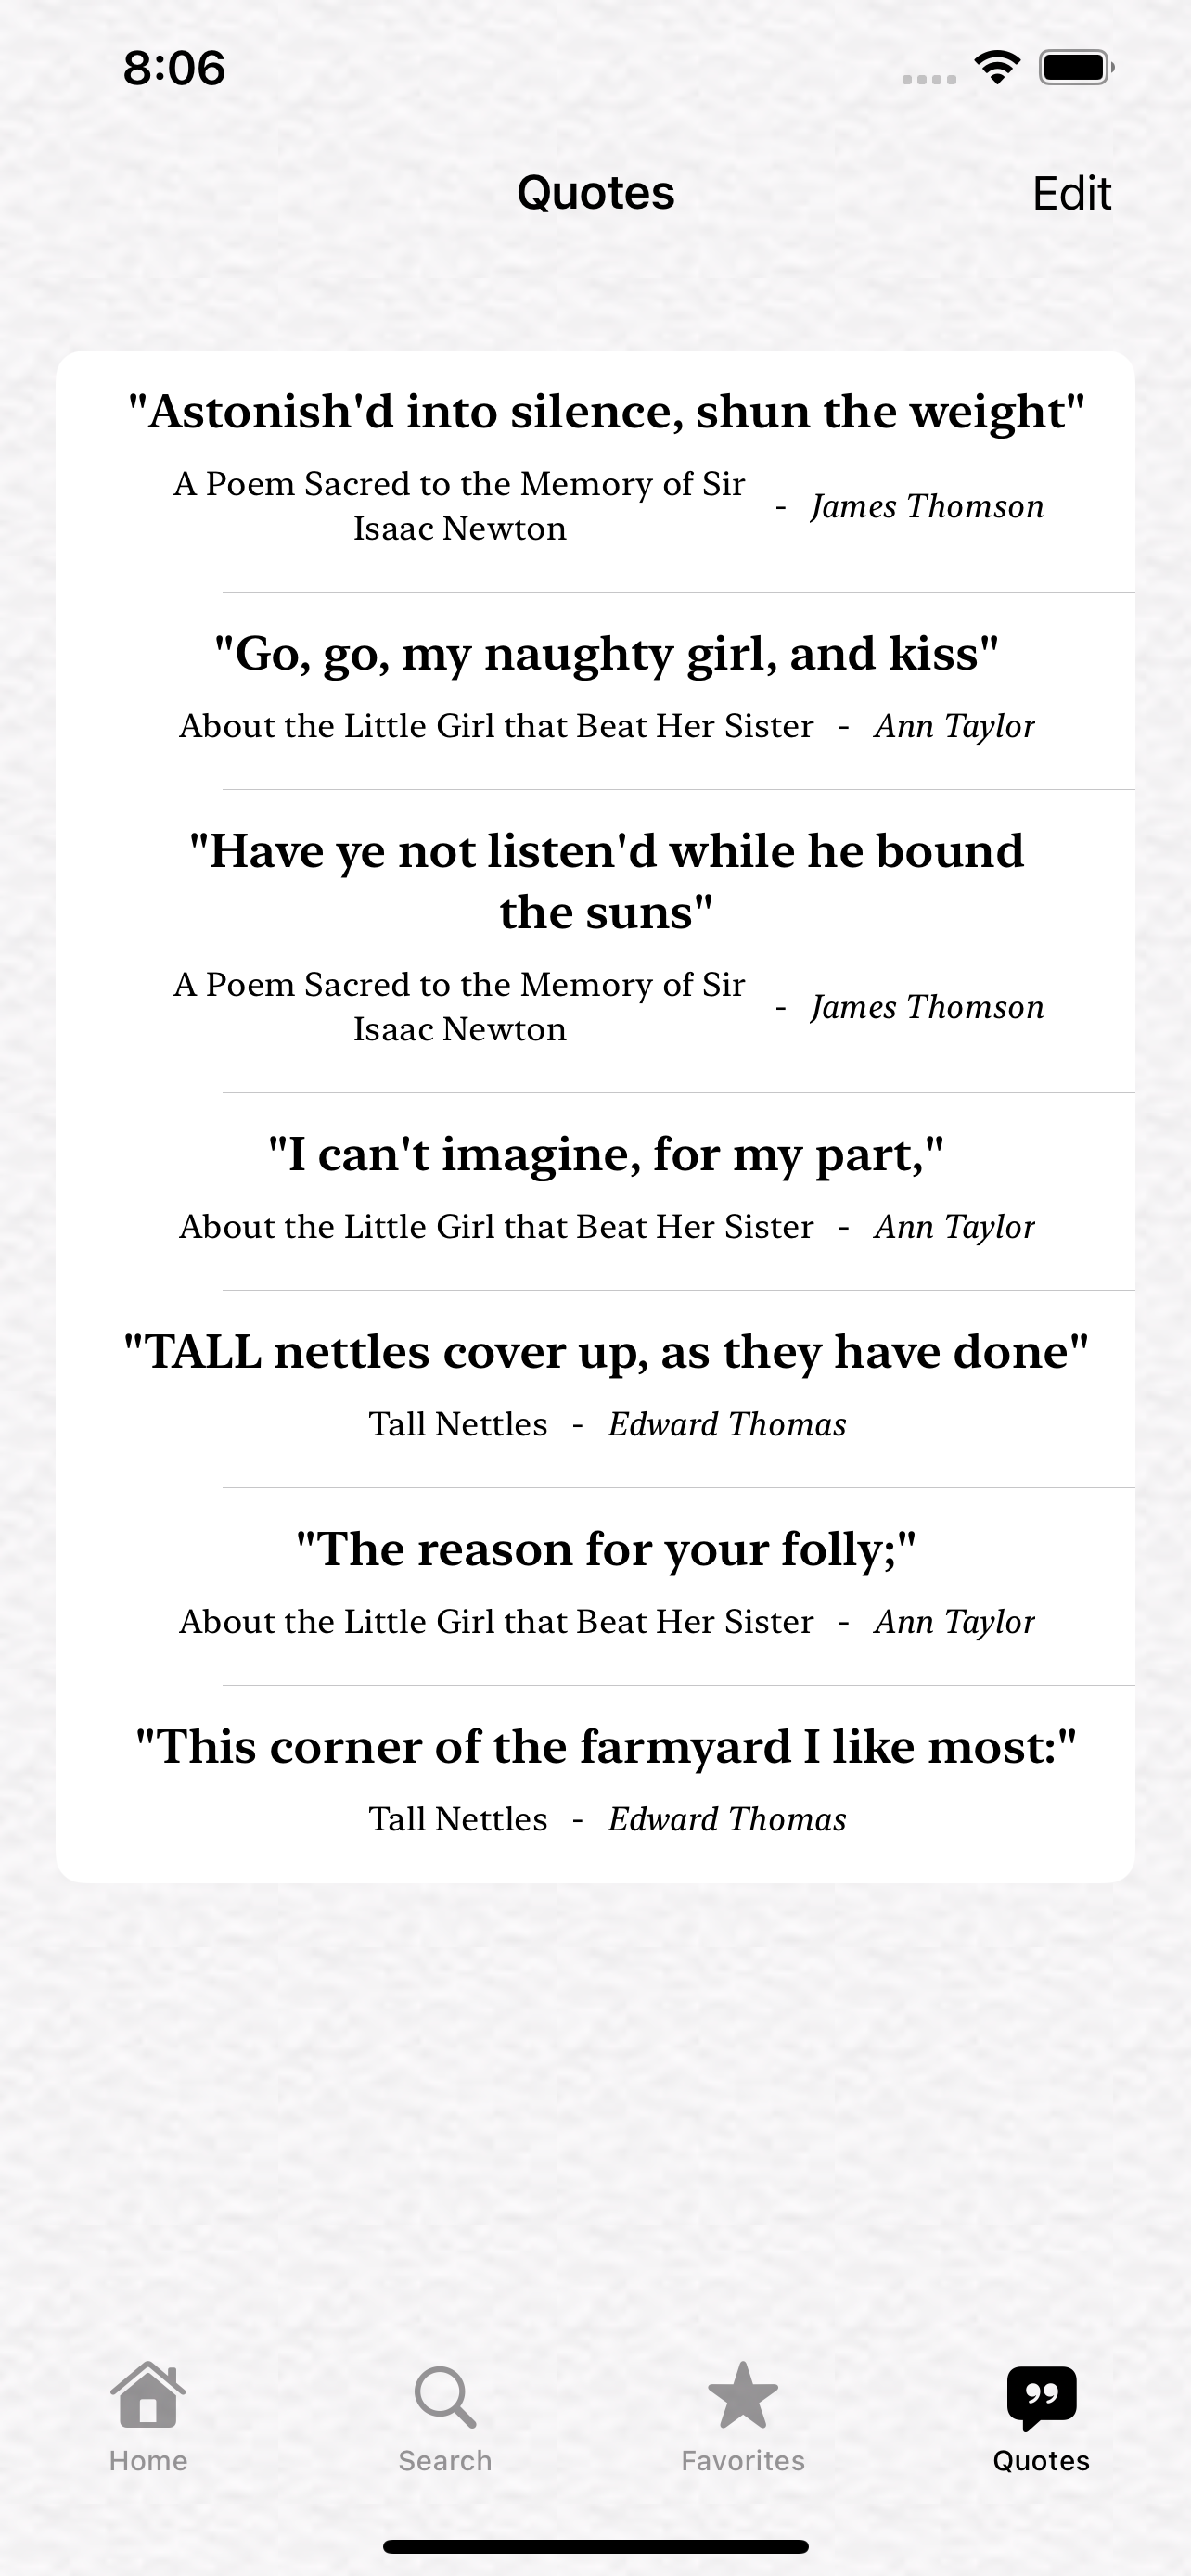 8:06
Quotes
Edit
"Astonish'd into silence, shun the weight"
A Poem Sacred to the Memory of Sir
Isaac Newton
- James Thomson
"Go, go, my naughty girl, and kiss"
About the Little Girl that Beat Her Sister - Ann Taylor
"Have ye not listen'd while he bound
the suns"
A Poem Sacred to the Memory of Sir
Isaac Newton
- James Thomson
"I can't imagine, for my part,"
About the Little Girl that Beat Her Sister - Ann Taylor
"TALL nettles cover up, as they have done"
Tall Nettles - Edward Thomas
"The reason for your folly;"
About the Little Girl that Beat Her Sister - Ann Taylor
"This corner of the farmyard I like most:"
Tall Nettles - Edward Thomas
Home
Search
Favorites
Quotes